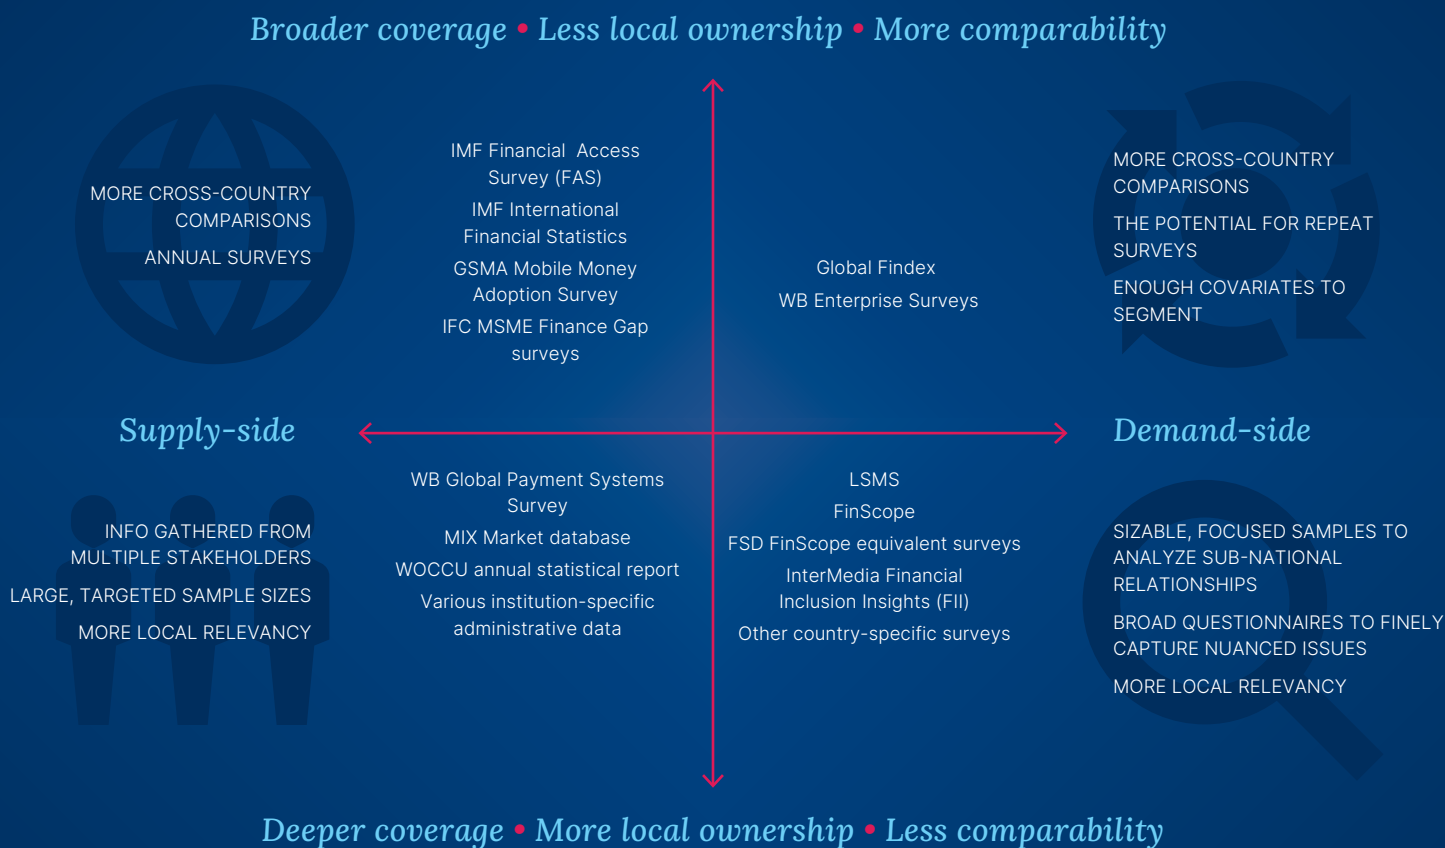 Broader coverage • Less local ownership • More comparability
MORE CROSS-COUNTRY
COMPARISONS
ANNUAL SURVEYS
IMF Financial Access
Survey (FAS)
IMF International
Financial Statistics
GSMA Mobile Money
Adoption Survey
IFC MSME Finance Gap
surveys
Global Findex
WB Enterprise Surveys
MORE CROSS-COUNTRY
COMPARISONS
THE POTENTIAL FOR REPEAT
SURVEYS
ENOUGH COVARIATES TO
SEGMENT
Supply-side
Demand-side
INFO GATHERED FROM
MULTIPLE STAKEHOLDERS
LARGE, TARGETED SAMPLE SIZES
MORE LOCAL RELEVANCY
WB Global Payment Systems
Survey
MIX Market database
WOCCU annual statistical report
Various institution-specific
administrative data
LSMS
FinScope
FSD FinScope equivalent surveys
InterMedia Financial
Inclusion Insights (FII)
Other country-specific surveys
SIZABLE, FOCUSED SAMPLES TO
ANALYZE SUB-NATIONAL
RELATIONSHIPS
BROAD QUESTIONNAIRES TO FINELY
CAPTURE NUANCED ISSUES
MORE LOCAL RELEVANCY
Deeper coverage • More local ownership • Less comparability